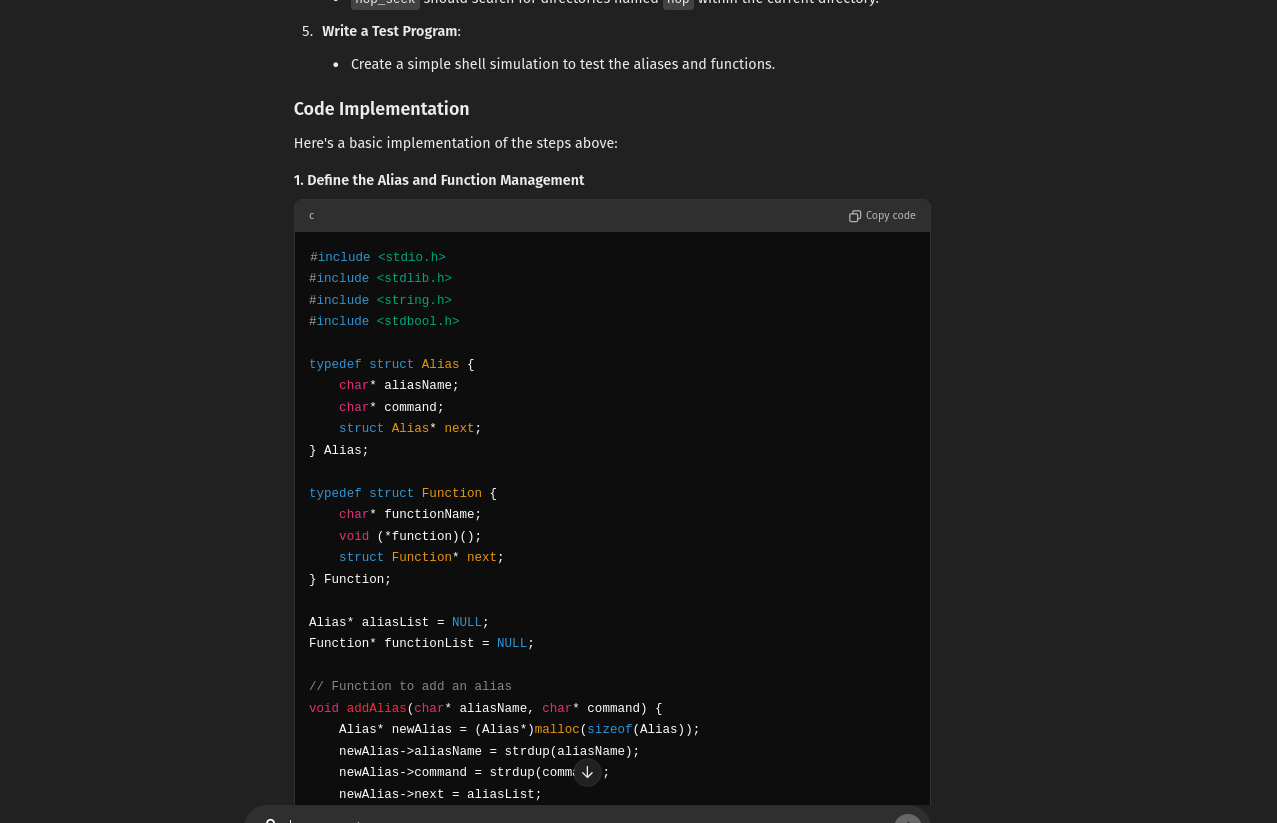 hop_seek should search for directories named hop within the current directory.
5. Write a Test Program:
• Create a simple shell simulation to test the aliases and functions.
Code Implementation
Here's a basic implementation of the steps above:
1. Define the Alias and Function Management
c
Copy code
#include <stdio.h>
#include <stdlib.h>
#include <string.h>
#include <stdbool.h>
typedef struct Alias {
    char* aliasName;
    char* command;
    struct Alias* next;
} Alias;
typedef struct Function {
    char* functionName;
    void (*function)();
    struct Function* next;
} Function;
Alias* aliasList = NULL;
Function* functionList = NULL;
// Function to add an alias
void addAlias(char* aliasName, char* command) {
    Alias* newAlias = (Alias*)malloc(sizeof(Alias));
    newAlias->aliasName = strdup(aliasName);
    newAlias->command = strdup(comma ;
    newAlias->next = aliasList;